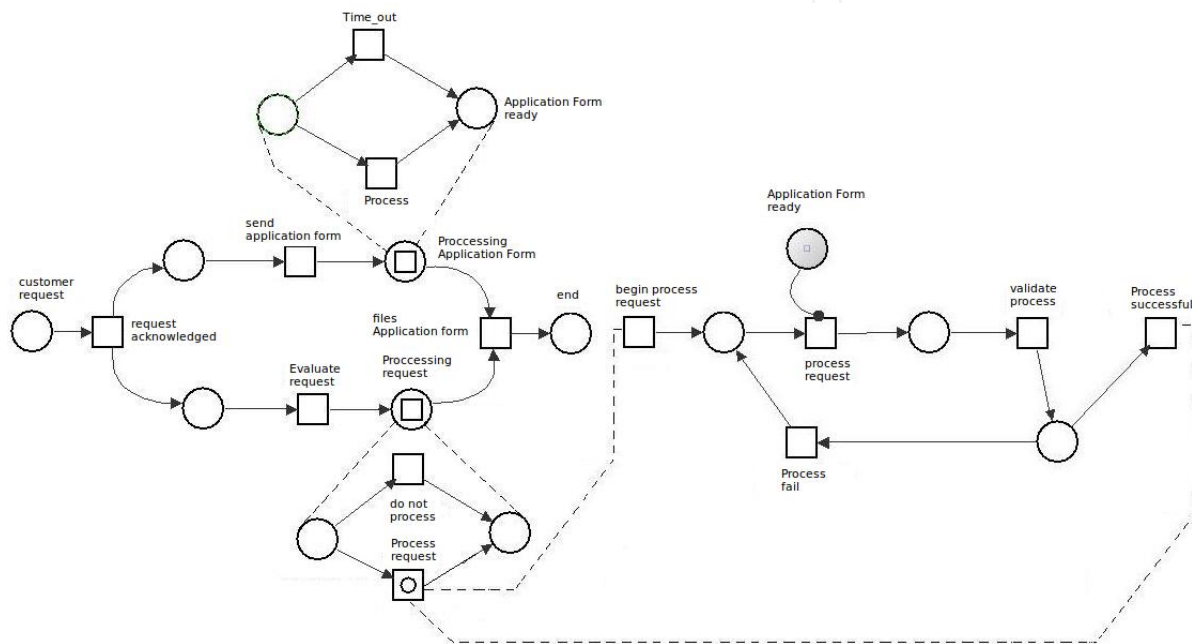 Time_out
Application Form
ready
Process
send
application form
Proccessing
Application Form
customer
request
request
acknowledged
files
Application form
end
Evaluate
request
Proccessing
request
do not
process
Process
request
Application Form
ready
begin process
request
process
request
validate
process
Process
successful
Process
fail